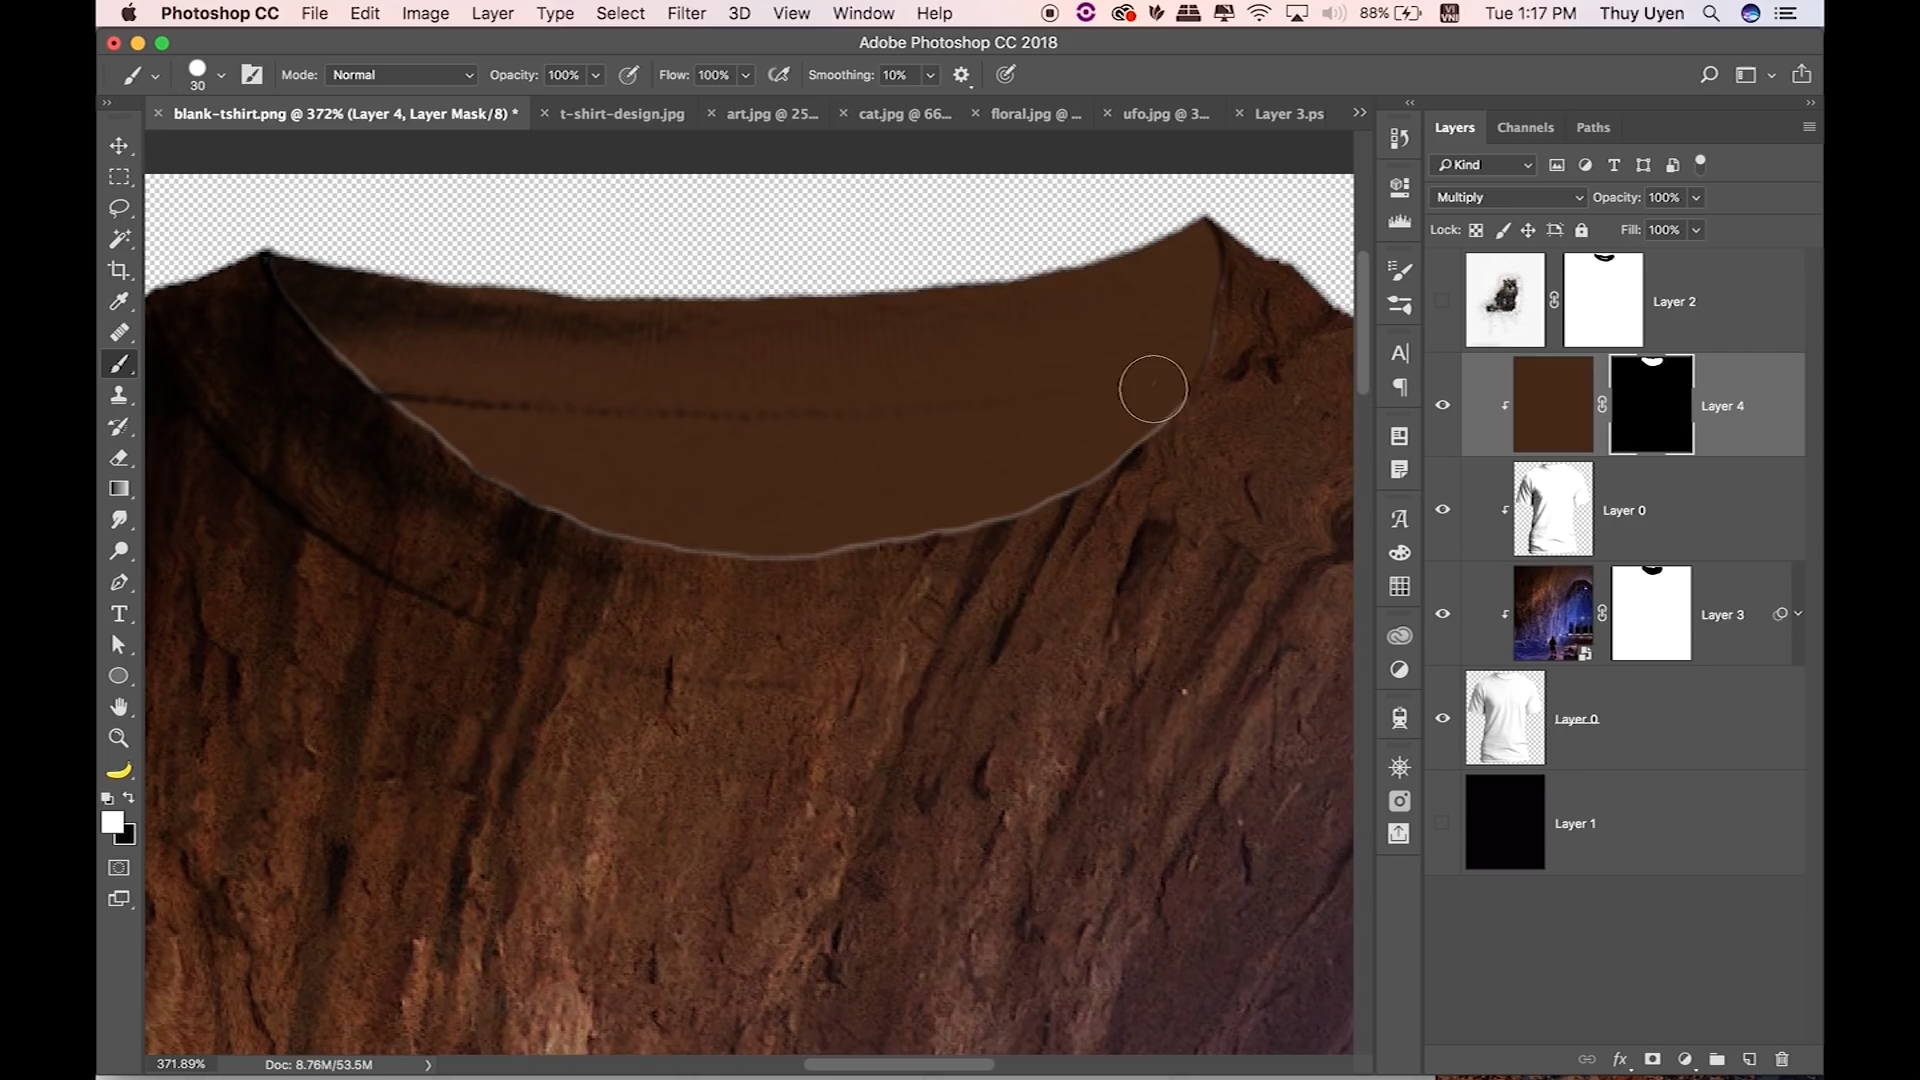 Photoshop CC File Edit Image Layer Type Select Filter 3D View Window Help 88% VI VNI Tue 1:17 PM Thuy Uyen
Adobe Photoshop CC 2018
30 Mode: Normal Opacity: 100% Flow: 100% Smoothing: 10%
blank-tshirt.png @ 372% (Layer 4, Layer Mask/8) * t-shirt-design.jpg art.jpg @ 25... cat.jpg @ 66... floral.jpg @ ... ufo.jpg @ 3... Layer 3.ps
Layers Channels Paths
Kind
Multiply Opacity: 100%
Lock: Fill: 100%
Layer 2
Layer 4
Layer 0
Layer 3
Layer 0
Layer 1
fx
371.89% Doc: 8.76M/53.5M